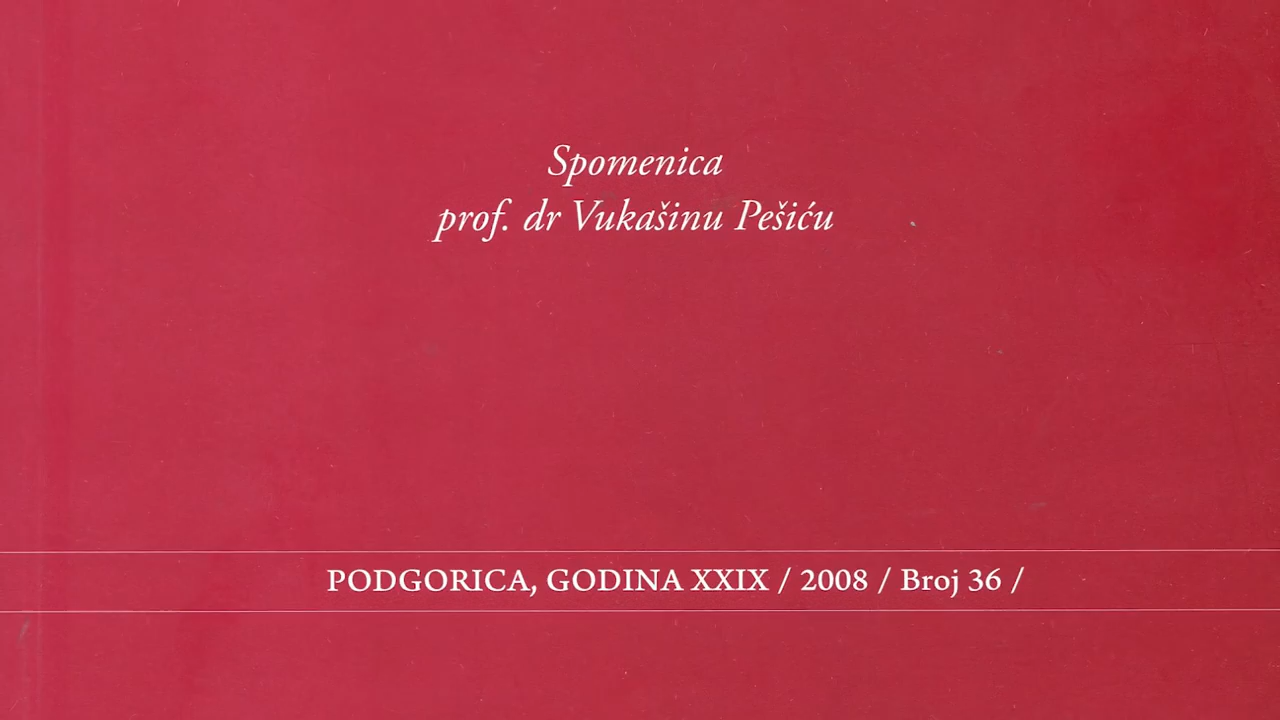 Spomenica
prof. dr Vukašinu Pešiću
PODGORICA, GODINA XXIX / 2008 / Broj 36 /